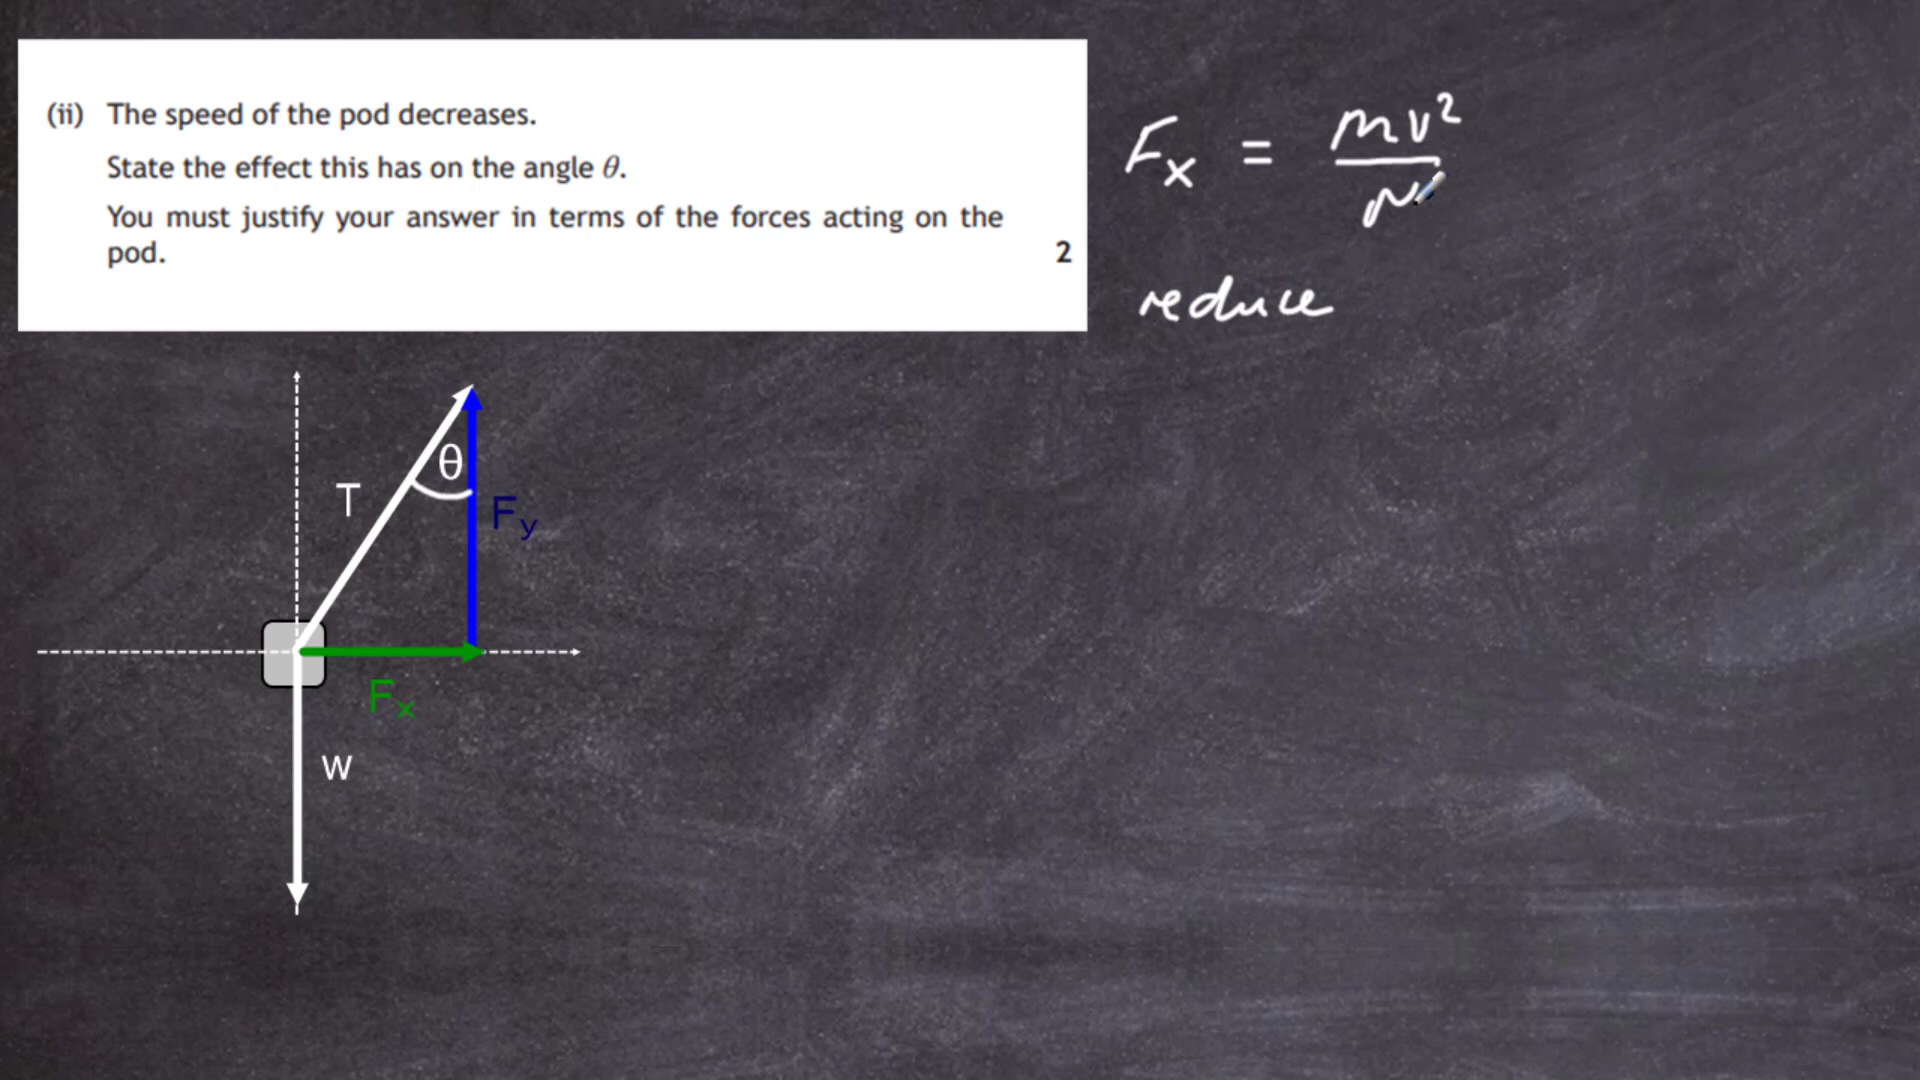 (ii) The speed of the pod decreases.
State the effect this has on the angle θ.
You must justify your answer in terms of the forces acting on the
pod.
2
Fx = mv²
r
reduce
θ
T
Fy
Fx
W